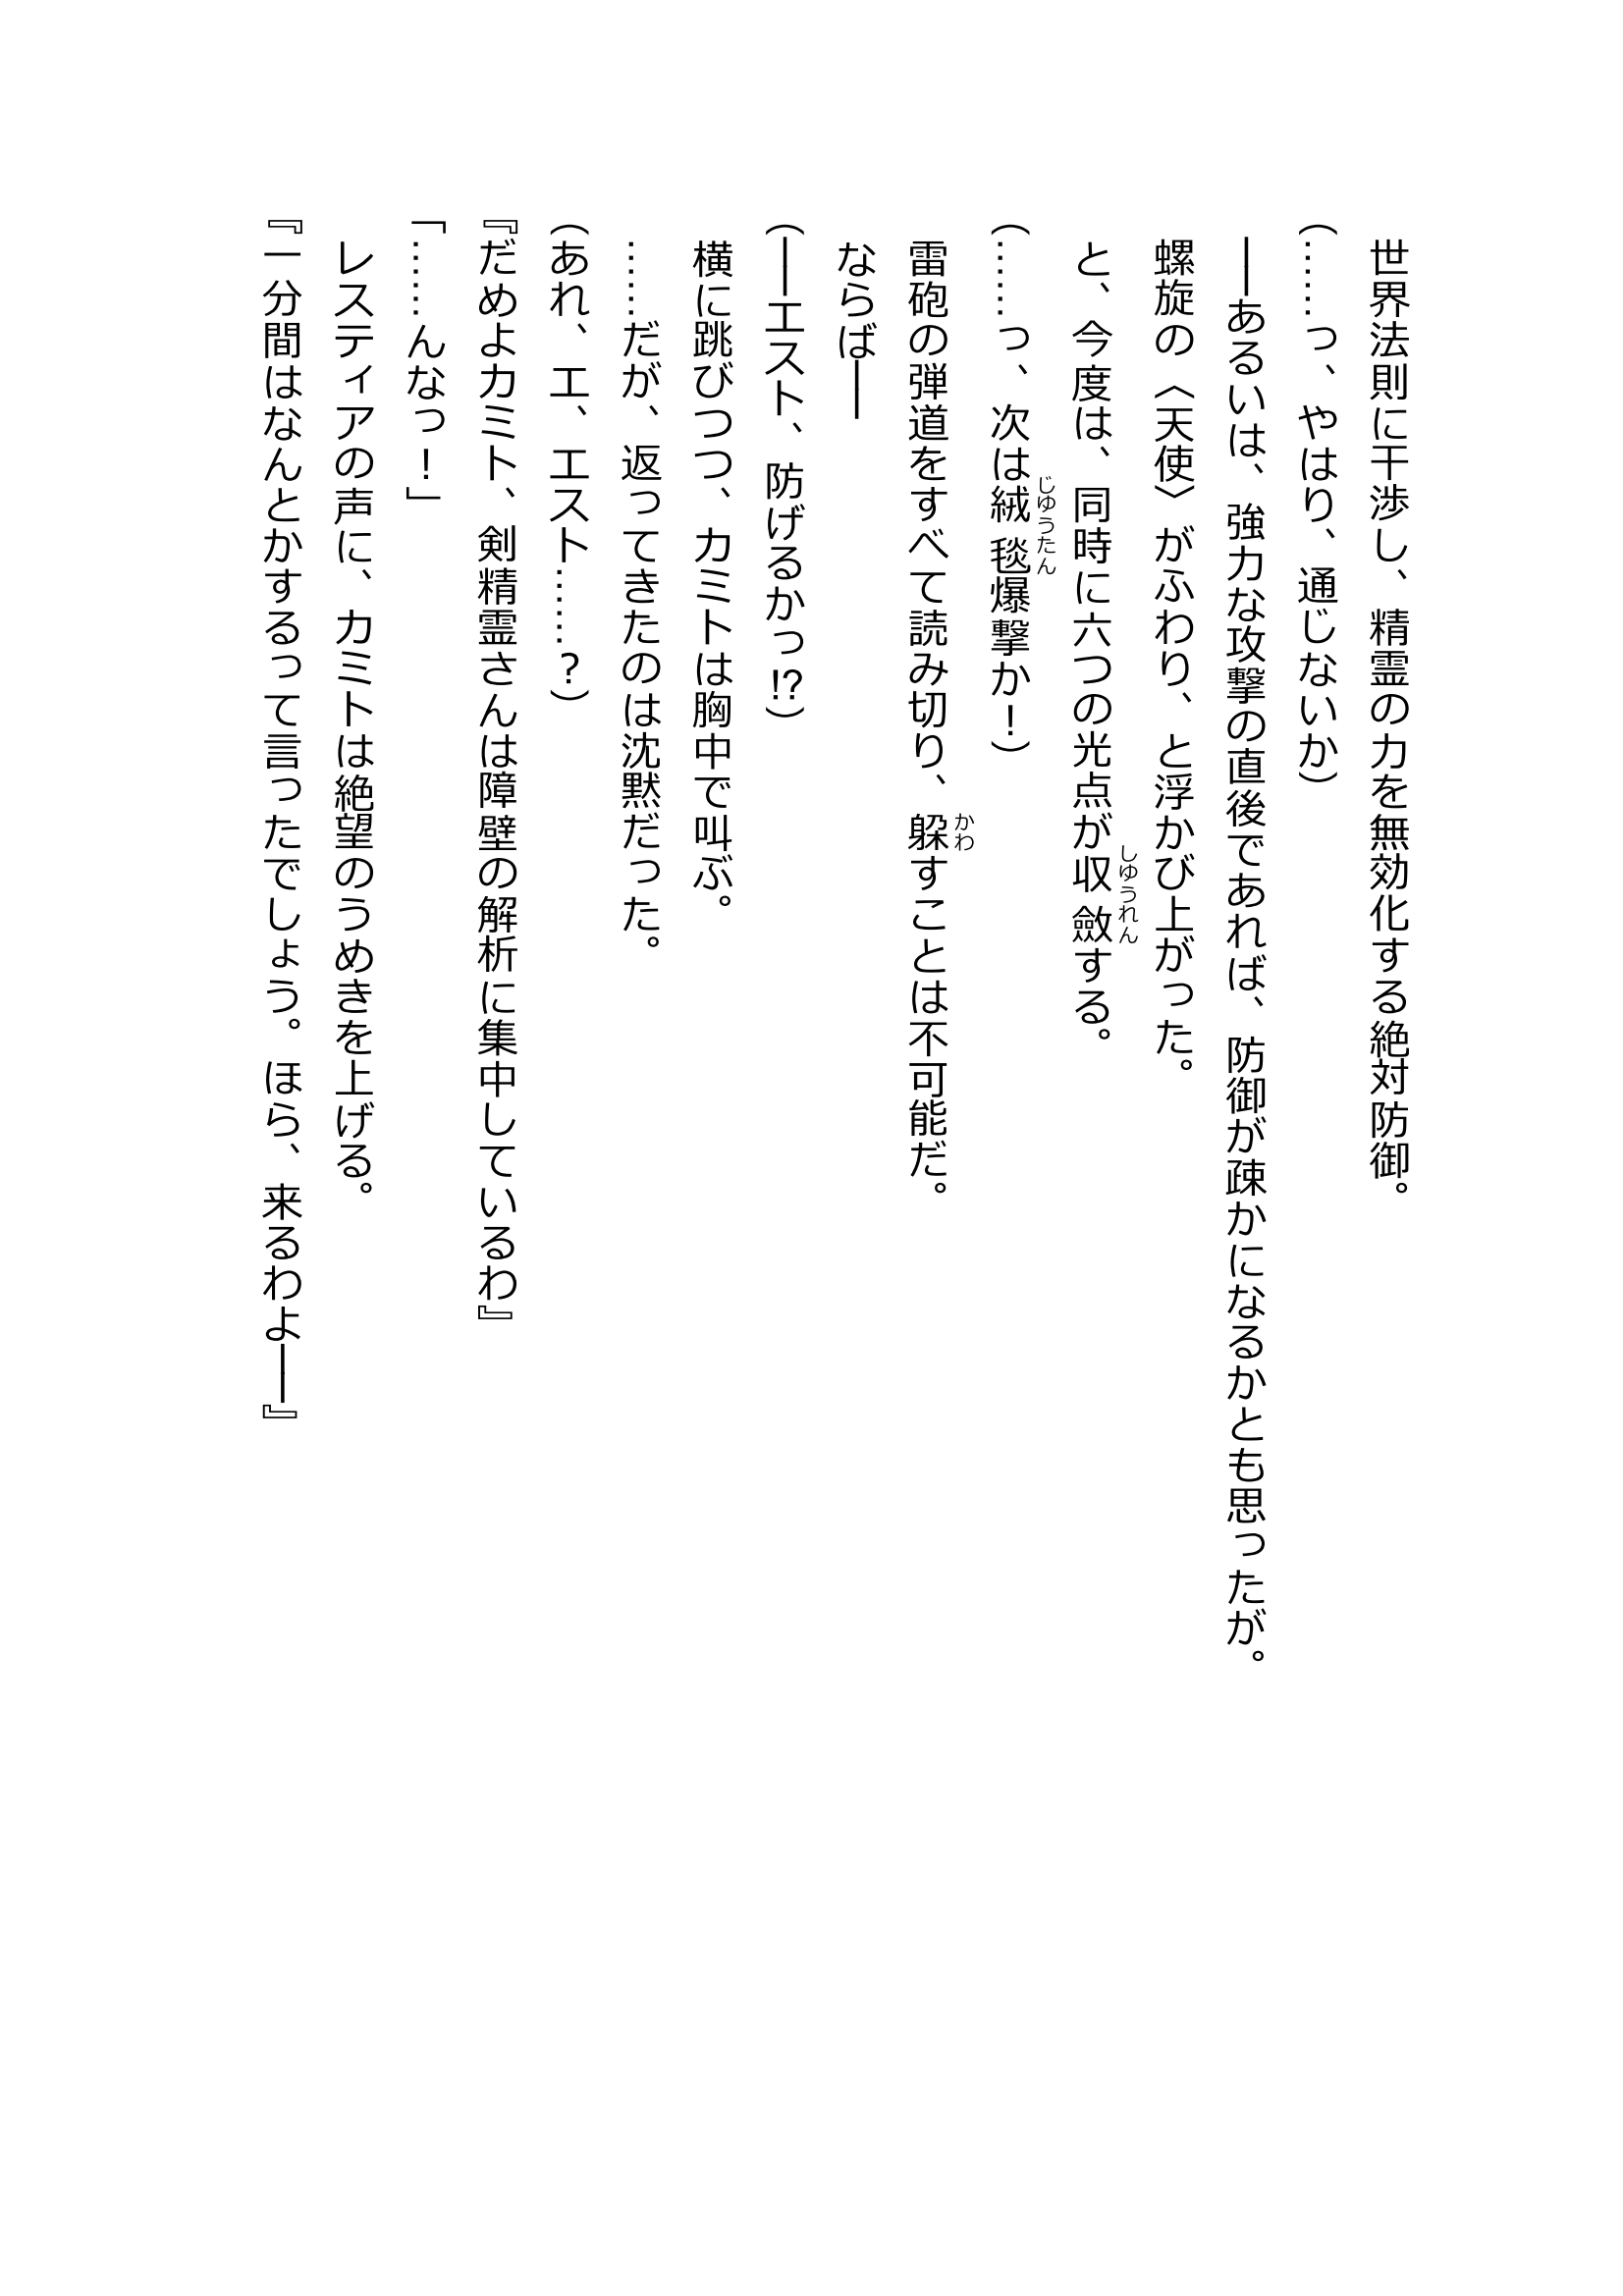 世界法則に干渉し、精霊の力を無効化する絶対防御。
（……っ、やはり、通じないか）
　――あるいは、強力な攻撃の直後であれば、防御が疎かになるかとも思ったが。
　螺旋の〈天使〉がふわり、と浮かび上がった。
　と、今度は、同時に六つの光点が収斂する。
（……っ、次は絨毯爆撃か！）
　雷砲の弾道をすべて読み切り、躱すことは不可能だ。
　ならば――
（――エスト、防げるかっ⁉）
　横に跳びつつ、カミトは胸中で叫ぶ。
　……だが、返ってきたのは沈黙だった。
（あれ、エ、エスト……？）
『だめよカミト、剣精霊さんは障壁の解析に集中しているわ』
「……んなっ！」
　レスティアの声に、カミトは絶望のうめきを上げる。
『一分間はなんとかするって言ったでしょう。ほら、来るわよ――』